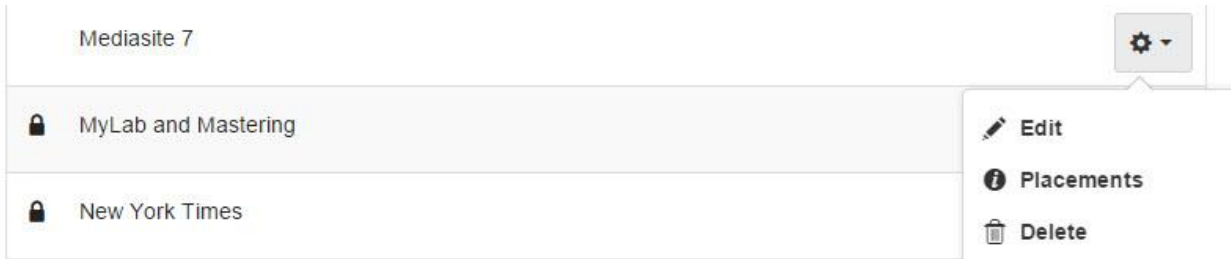 Mediasite 7
MyLab and Mastering
New York Times
Edit
Placements
Delete